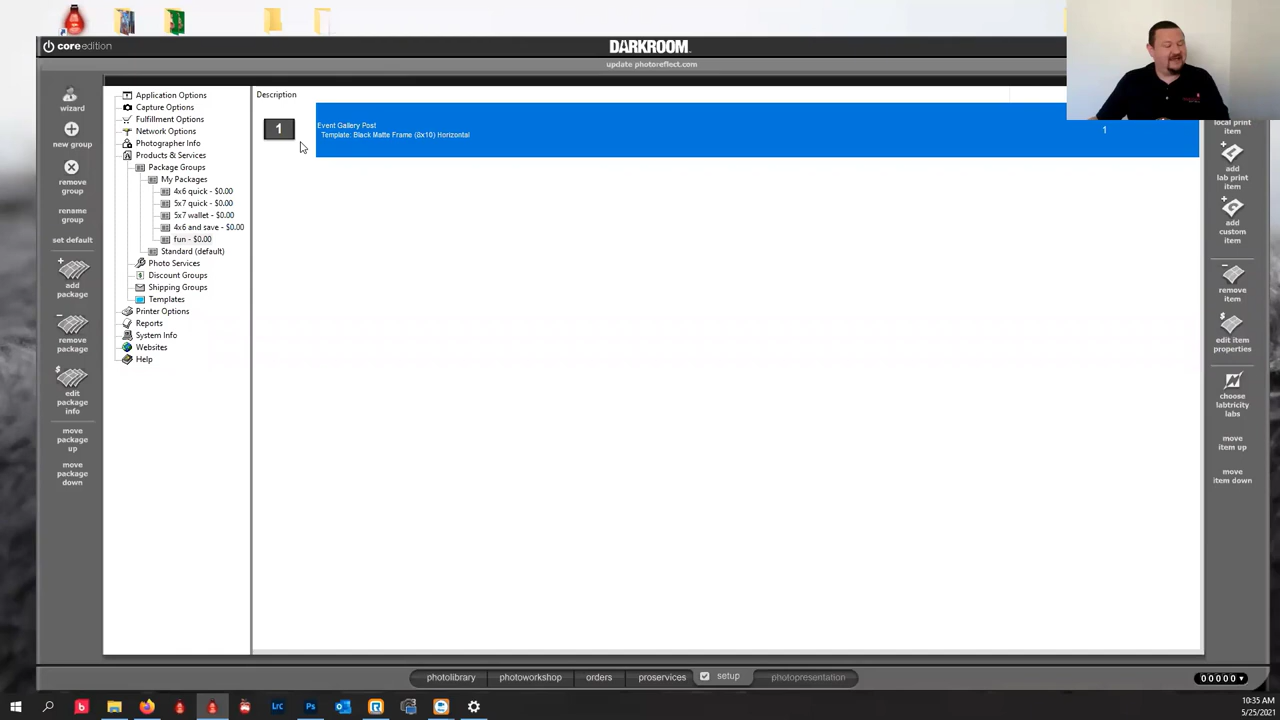 coreedition
DARKROOM
update photoreflect.com
wizard
new group
remove
group
rename
group
set default
add
package
remove
package
edit
package
info
move
package
up
move
package
down
Application Options
Capture Options
Fulfillment Options
Network Options
Photographer Info
Products & Services
Package Groups
My Packages
4x6 quick - $0.00
5x7 quick - $0.00
5x7 wallet - $0.00
4x6 and save - $0.00
fun - $0.00
Standard (default)
Photo Services
Discount Groups
Shipping Groups
Templates
Printer Options
Reports
System Info
Websites
Help
Description
1
Event Gallery Post
Template: Black Matte Frame (8x10) Horizontal
1
local print
item
add
lab print
item
add
custom
item
remove
item
edit item
properties
choose
labtricity
labs
move
item up
move
item down
photolibrary
photoworkshop
orders
proservices
setup
photopresentation
00000
Lrc
Ps
10:35 AM
5/25/2021